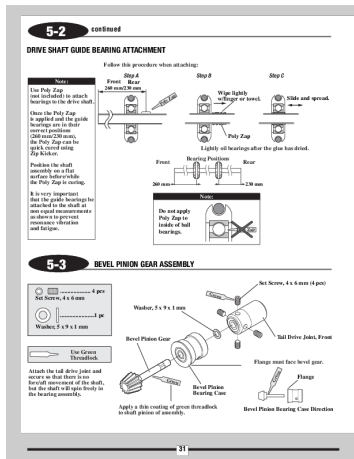 5-2 continued
DRIVE SHAFT GUIDE BEARING ATTACHMENT
Follow this procedure when attaching:
Note:
Use Poly Zap
(not included) to attach
bearings to the drive shaft.
Once the Poly Zap
is applied and the guide
bearings are in their
correct positions
(260 mm/230 mm),
the Poly Zap can be
quick cured using
Zip Kicker.
Position the shaft
assembly on a flat
surface before/while
the Poly Zap is curing.
It is very important
that the guide bearings be
attached to the shaft at
non equal measurements
as shown to prevent
resonance vibration
and fatigue.
Step A
Front Rear
260 mm/230 mm
Step B
Wipe lightly
w/finger or towel.
Poly Zap
Step C
Slide and spread.
Lightly oil bearings after the glue has dried.
Bearing Positions
Front Rear
260 mm 230 mm
Note:
Do not apply
Poly Zap to
inside of ball
bearings.
5-3 BEVEL PINION GEAR ASSEMBLY
4 pcs
Set Screw, 4 x 6 mm
1 pc
Washer, 5 x 9 x 1 mm
Use Green
Threadlock
Attach the tail drive joint and
secure so that there is no
fore/aft movement of the shaft,
but the shaft will spin freely in
the bearing assembly.
Set Screw, 4 x 6 mm (4 pcs)
Washer, 5 x 9 x 1 mm
Bevel Pinion Gear
Tail Drive Joint, Front
Bevel Pinion
Bearing Case
Apply a thin coating of green threadlock
to shaft pinion of assembly.
Flange must face bevel gear.
Flange
Bevel Pinion Bearing Case Direction
31